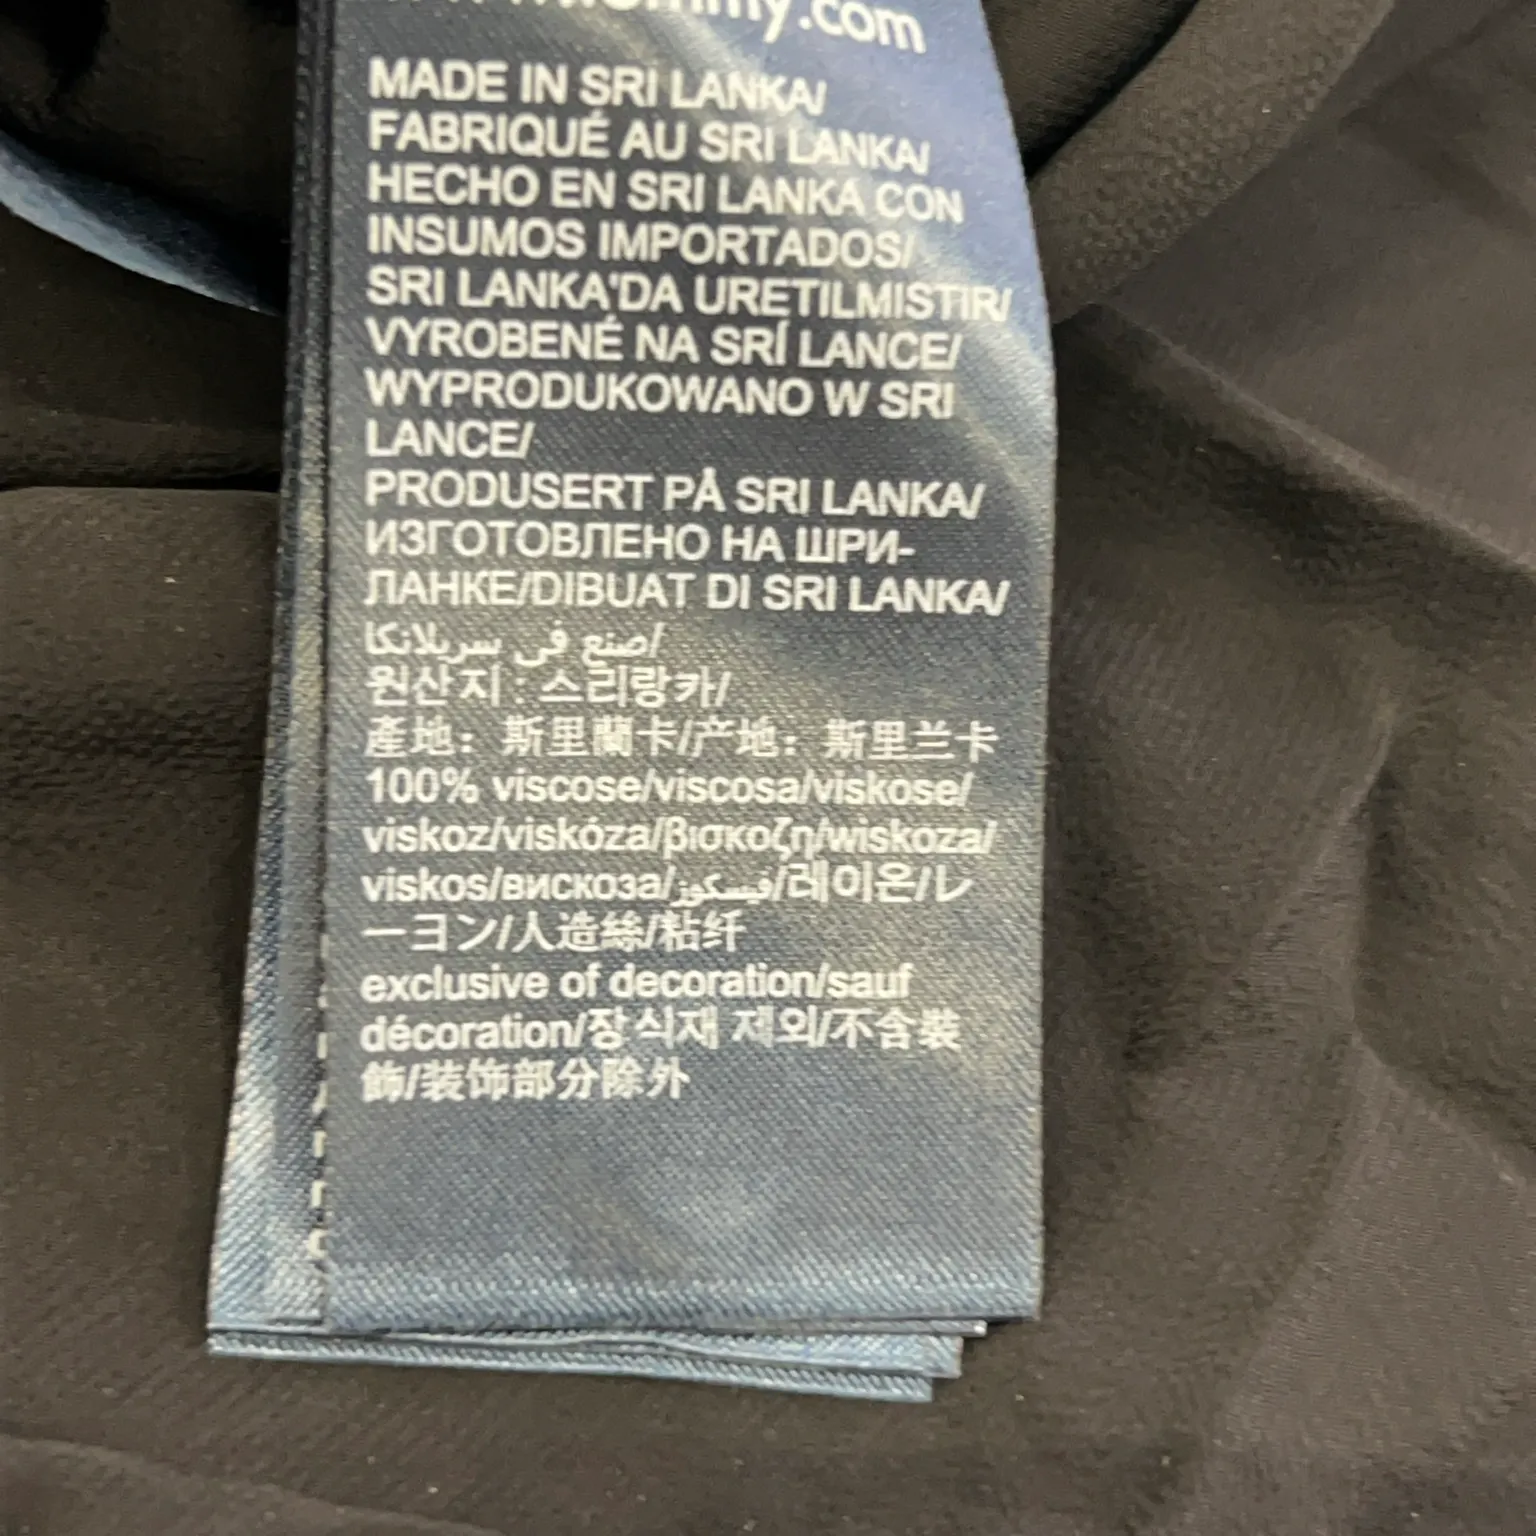 .com
MADE IN SRI LANKA/
FABRIQUÉ AU SRI LANKA/
HECHO EN SRI LANKA CON
INSUMOS IMPORTADOS/
SRI LANKA'DA URETILMISTIR/
VYROBENÉ NA SRÍ LANCE/
WYPRODUKOWANO W SRI
LANCE/
PRODUSERT PÅ SRI LANKA/
ИЗГОТОВЛЕНО НА ШРИ-
ЛАНКЕ/DIBUAT DI SRI LANKA/
صنع في سريلانكا/
원산지 : 스리랑카/
產地：斯里蘭卡/产地：斯里兰卡
100% viscose/viscosa/viskose/
viskoz/viskóza/βισκοζη/wiskoza/
viskos/вискоза/فيسكوز/레이온/レ
ーヨン/人造絲/粘纤
exclusive of decoration/sauf
décoration/장식재 제외/不含裝
飾/装饰部分除外